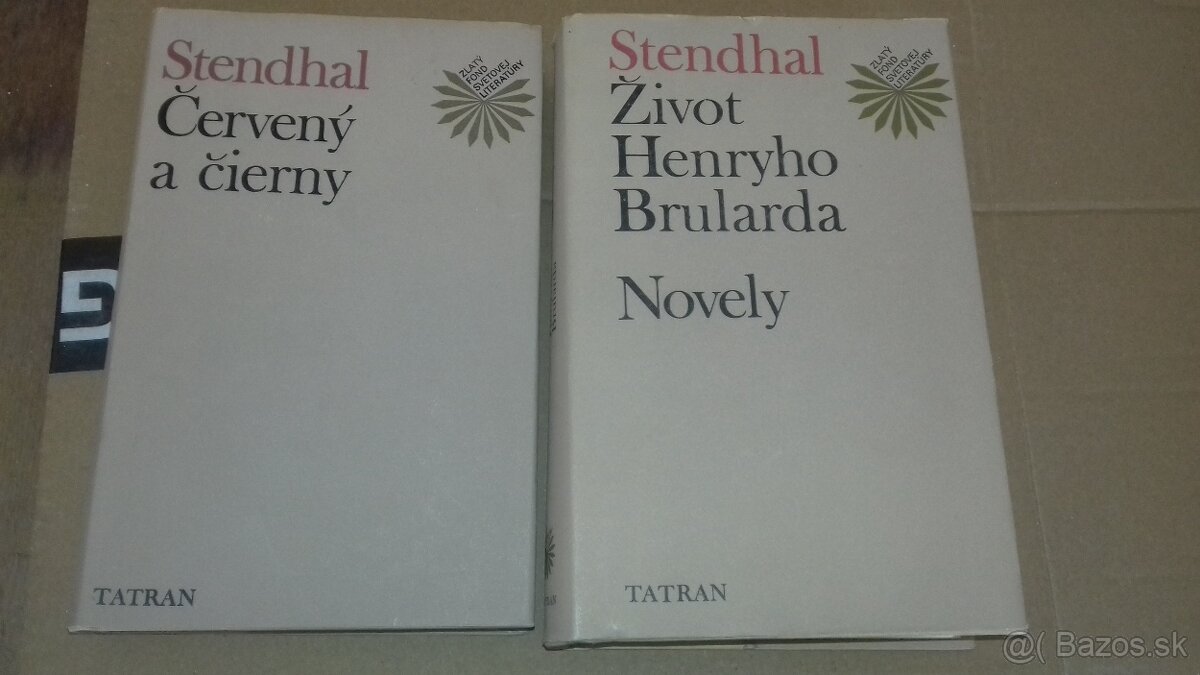 Stendhal
Červený
a čierny
ZLATÝ
FOND
SVETOVEJ
LITERATÚRY
TATRAN
Stendhal
Život
Henryho
Brularda
Novely
ZLATÝ
FOND
SVETOVEJ
LITERATÚRY
TATRAN
Bazos.sk